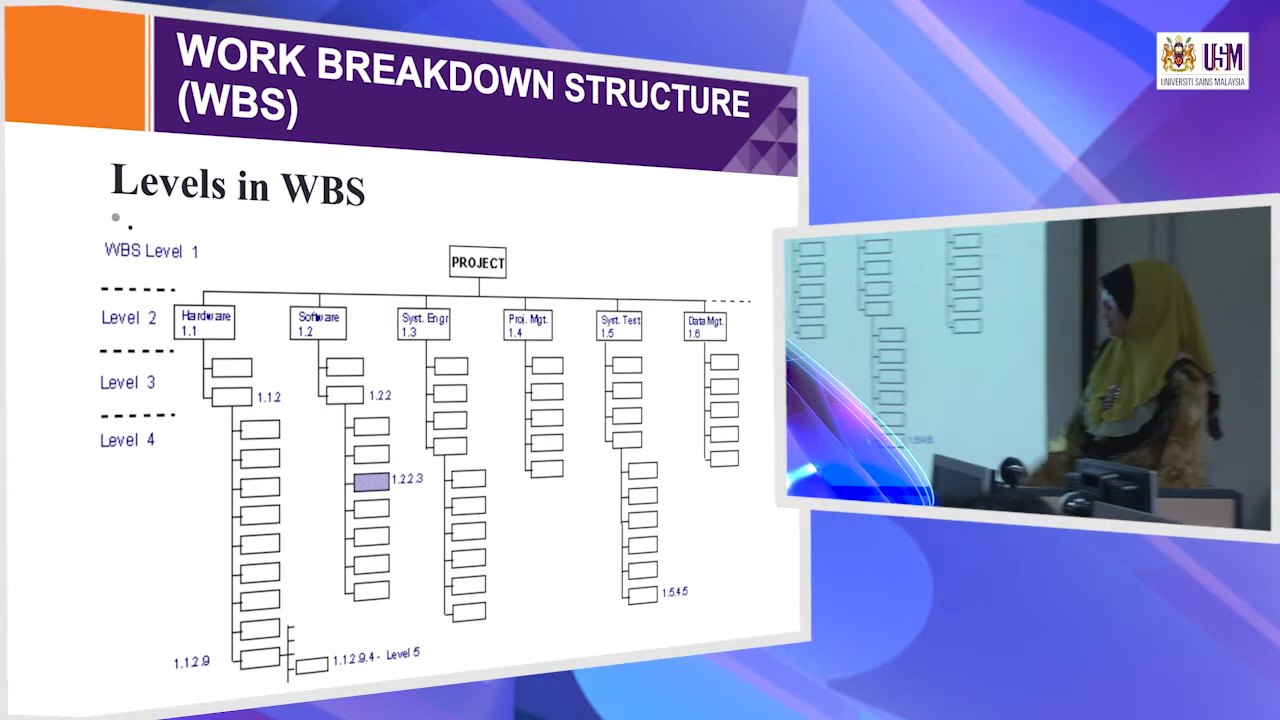 WORK BREAKDOWN STRUCTURE
(WBS)
USM
UNIVERSITI SAINS MALAYSIA
Levels in WBS
WBS Level 1
PROJECT
Level 2
Hardware
1.1
Software
1.2
Syst. Engr
1.3
Proj. Mgt.
1.4
Syst. Test
1.5
Data Mgt.
1.6
Level 3
1.1.2
1.2.2
Level 4
1.2.2.3
1.5.4.5
1.1.2.9
1.1.2.9.4 - Level 5